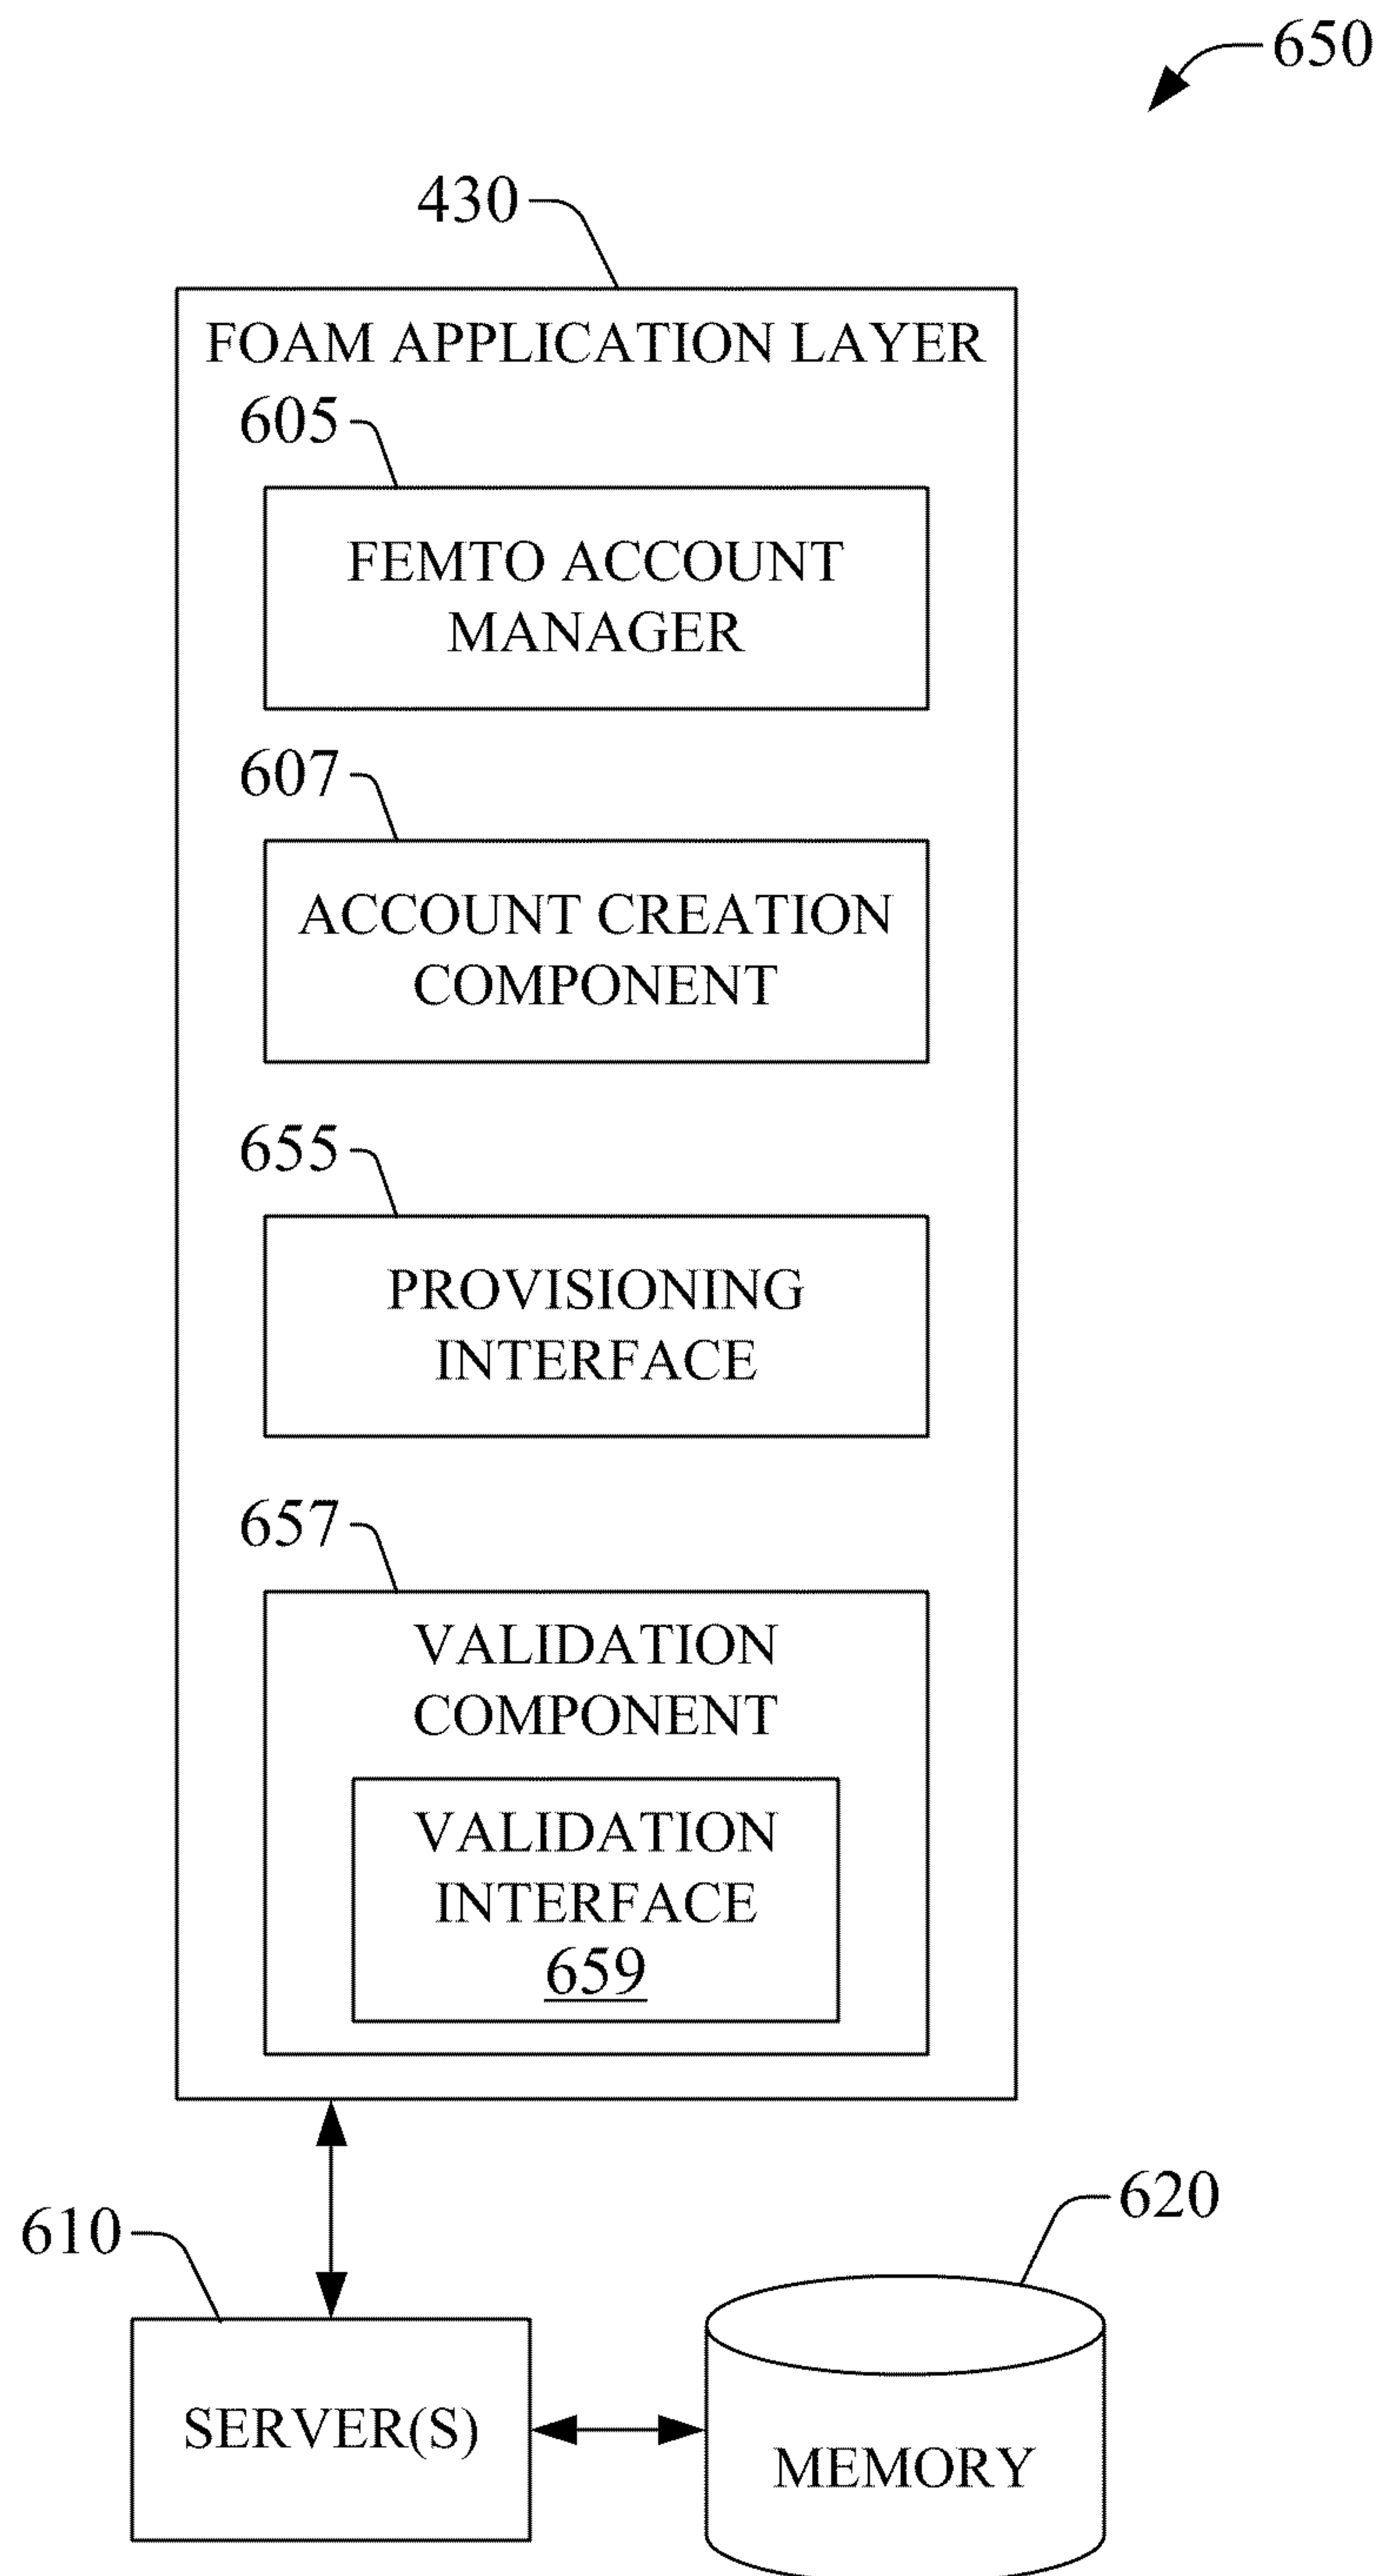 650
430
FOAM APPLICATION LAYER
605
FEMTO ACCOUNT
MANAGER
607
ACCOUNT CREATION
COMPONENT
655
PROVISIONING
INTERFACE
657
VALIDATION
COMPONENT
VALIDATION
INTERFACE
659
620
610
SERVER(S)
MEMORY